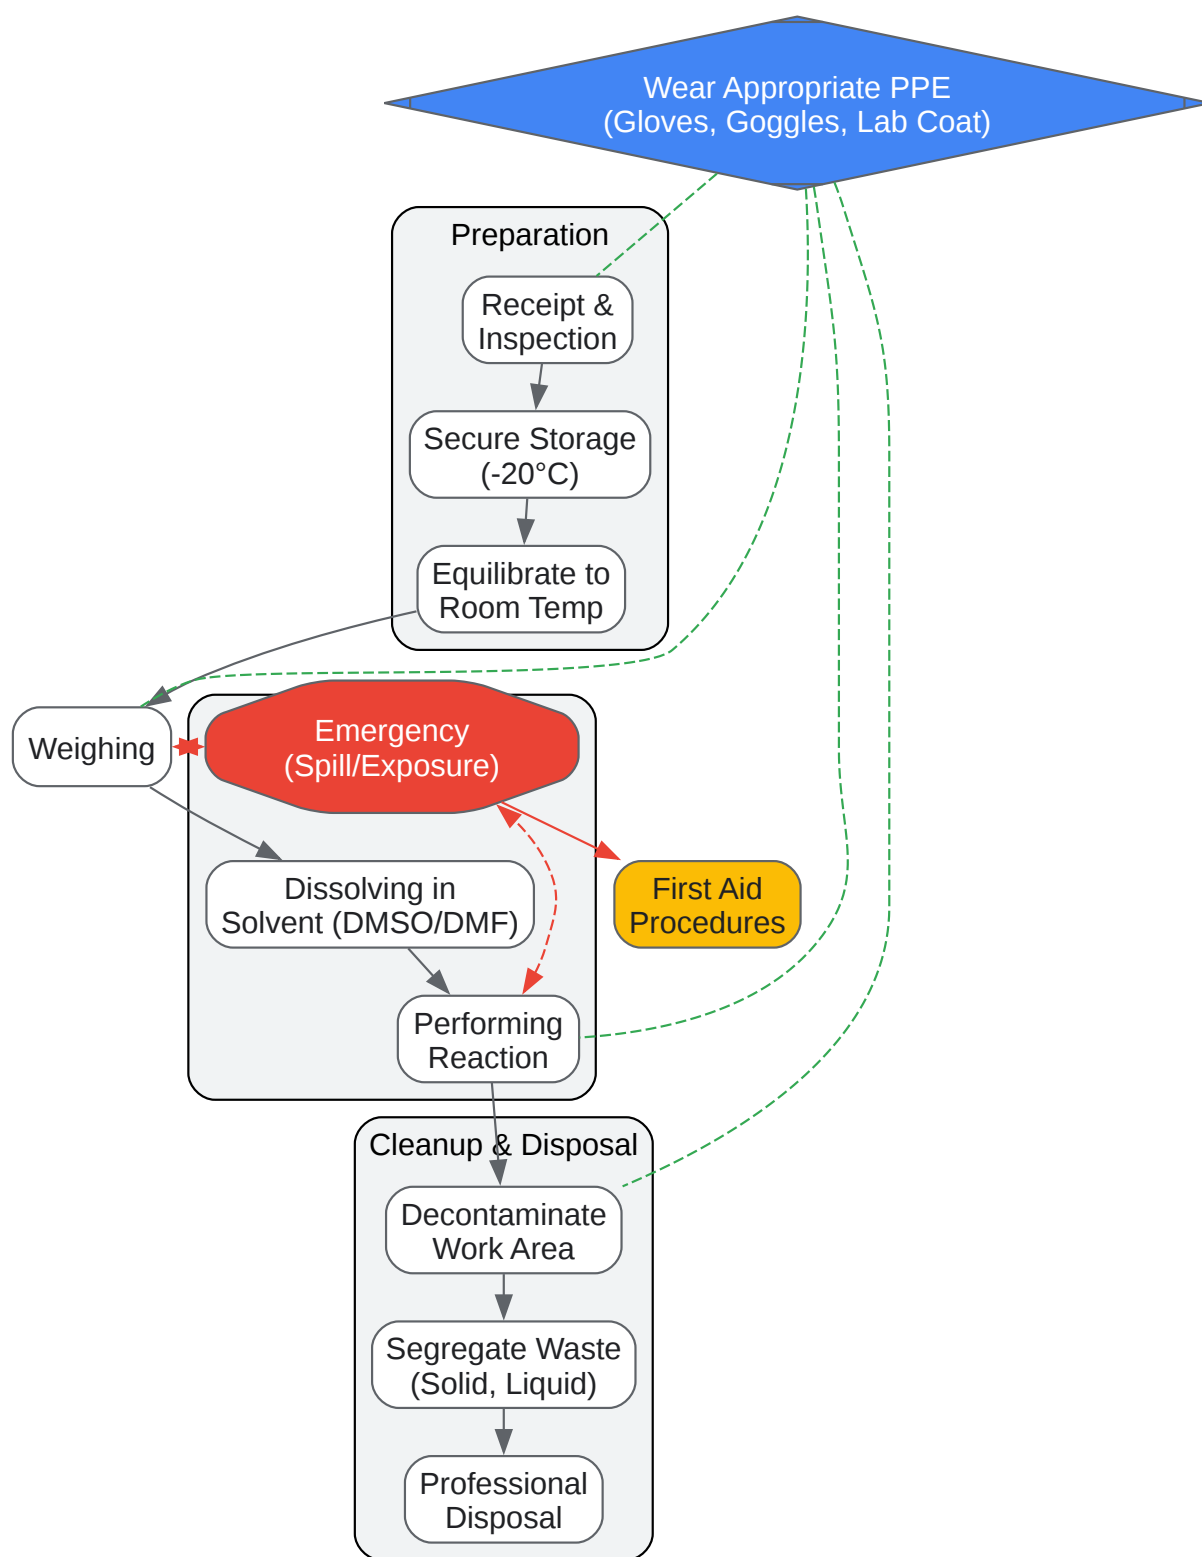 Wear Appropriate PPE
(Gloves, Goggles, Lab Coat)
Preparation
Receipt &
Inspection
Secure Storage
(-20°C)
Equilibrate to
Room Temp
Weighing
Emergency
(Spill/Exposure)
Dissolving in
Solvent (DMSO/DMF)
First Aid
Procedures
Performing
Reaction
Cleanup & Disposal
Decontaminate
Work Area
Segregate Waste
(Solid, Liquid)
Professional
Disposal